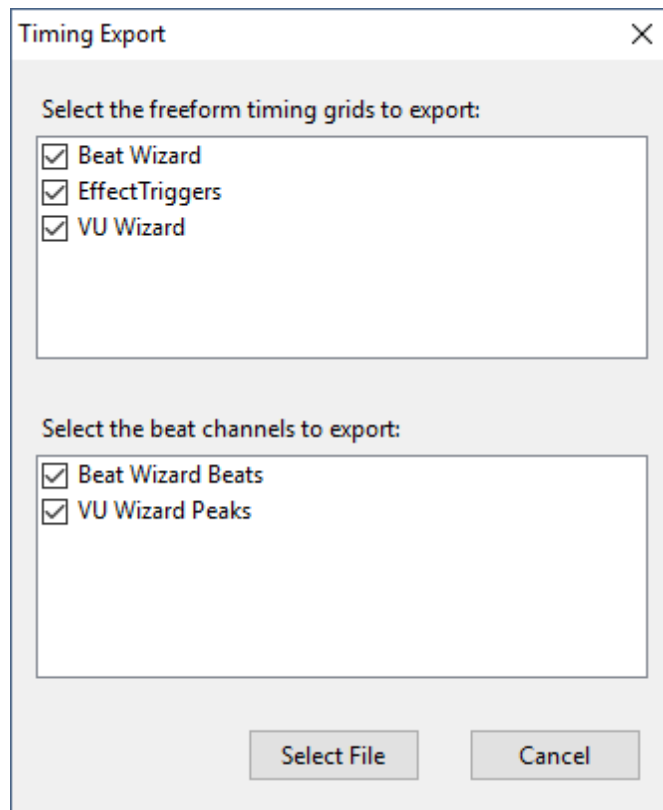 Timing Export
Select the freeform timing grids to export:
Beat Wizard
EffectTriggers
VU Wizard
Select the beat channels to export:
Beat Wizard Beats
VU Wizard Peaks
Select File Cancel